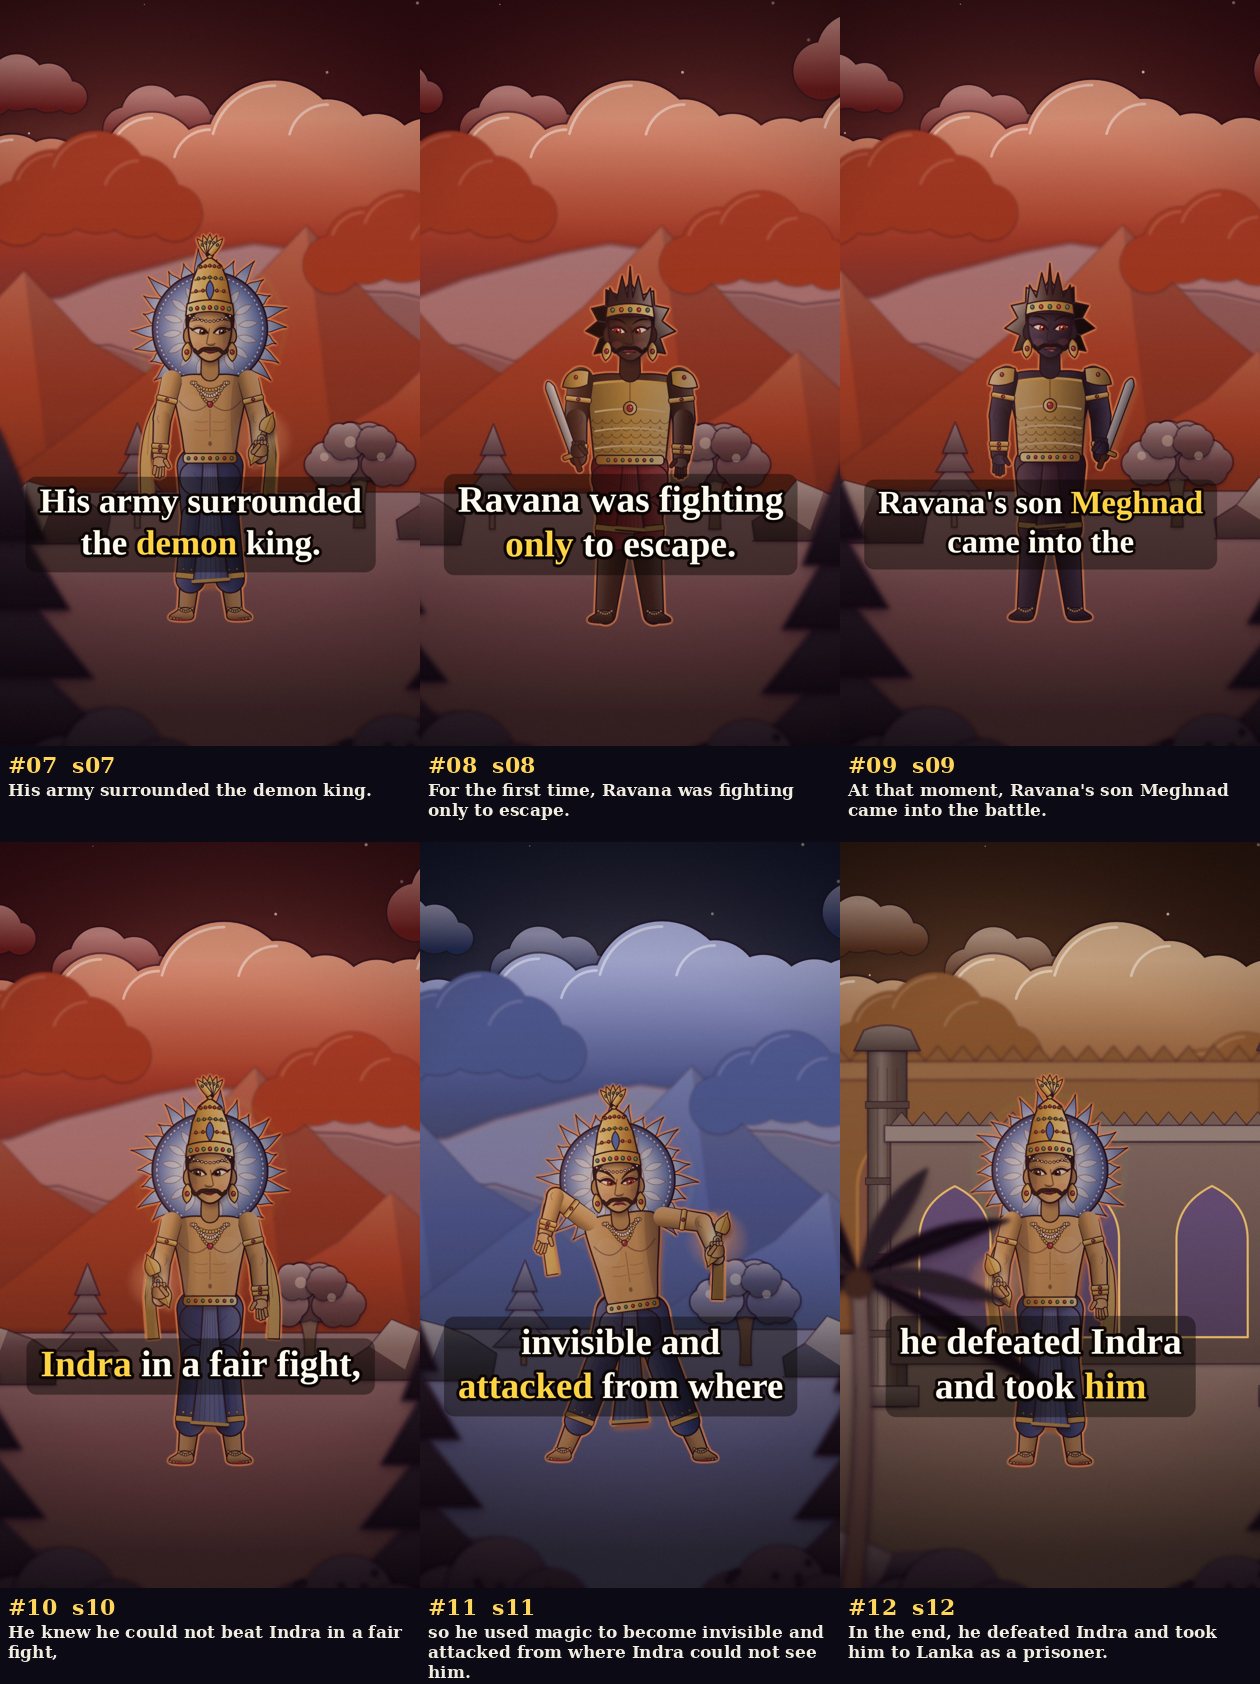 His army surrounded
the demon king.
Ravana was fighting
only to escape.
Ravana's son Meghnad
came into the
#07 s07
His army surrounded the demon king.
#08 s08
For the first time, Ravana was fighting
only to escape.
#09 s09
At that moment, Ravana's son Meghnad
came into the battle.
Indra in a fair fight,
invisible and
attacked from where
he defeated Indra
and took him
#10 s10
He knew he could not beat Indra in a fair
fight,
#11 s11
so he used magic to become invisible and
attacked from where Indra could not see
him.
#12 s12
In the end, he defeated Indra and took
him to Lanka as a prisoner.